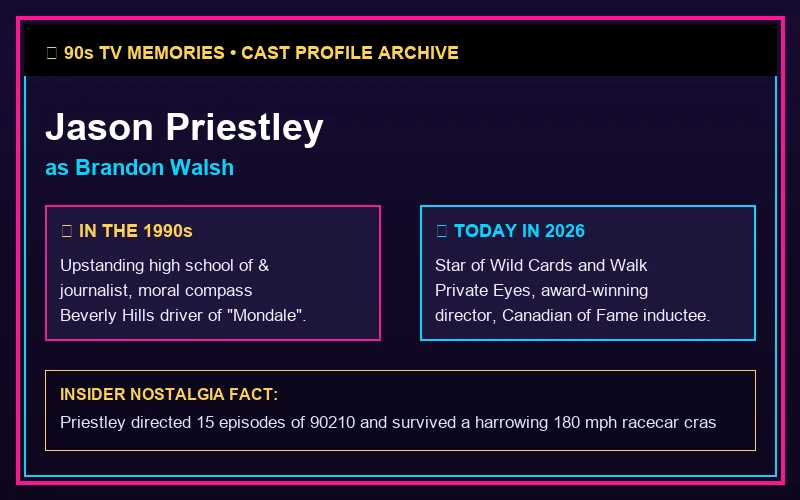 90s TV MEMORIES • CAST PROFILE ARCHIVE
Jason Priestley
as Brandon Walsh
IN THE 1990s
Upstanding high school of &
journalist, moral compass
Beverly Hills driver of "Mondale".
TODAY IN 2026
Star of Wild Cards and Walk
Private Eyes, award-winning
director, Canadian of Fame inductee.
INSIDER NOSTALGIA FACT:
Priestley directed 15 episodes of 90210 and survived a harrowing 180 mph racecar cras